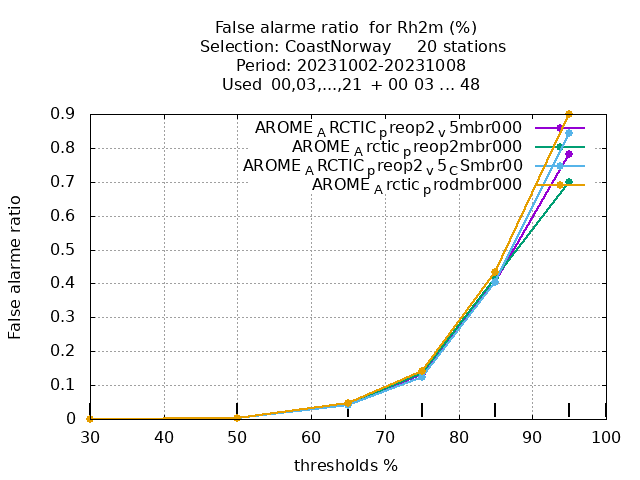 False alarme ratio  for Rh2m (%)
Selection: CoastNorway     20 stations
Period: 20231002-20231008
Used  00,03,...,21  + 00 03 ... 48
0.9
0.8
0.7
0.6
0.5
0.4
0.3
0.2
0.1
0
False alarme ratio
AROME_ARCTIC_preop2_v5mbr000
AROME_Arctic_preop2mbr000
AROME_ARCTIC_preop2_v5_CSmbr00
AROME_Arctic_prodmbr000
30 40 50 60 70 80 90 100
thresholds %